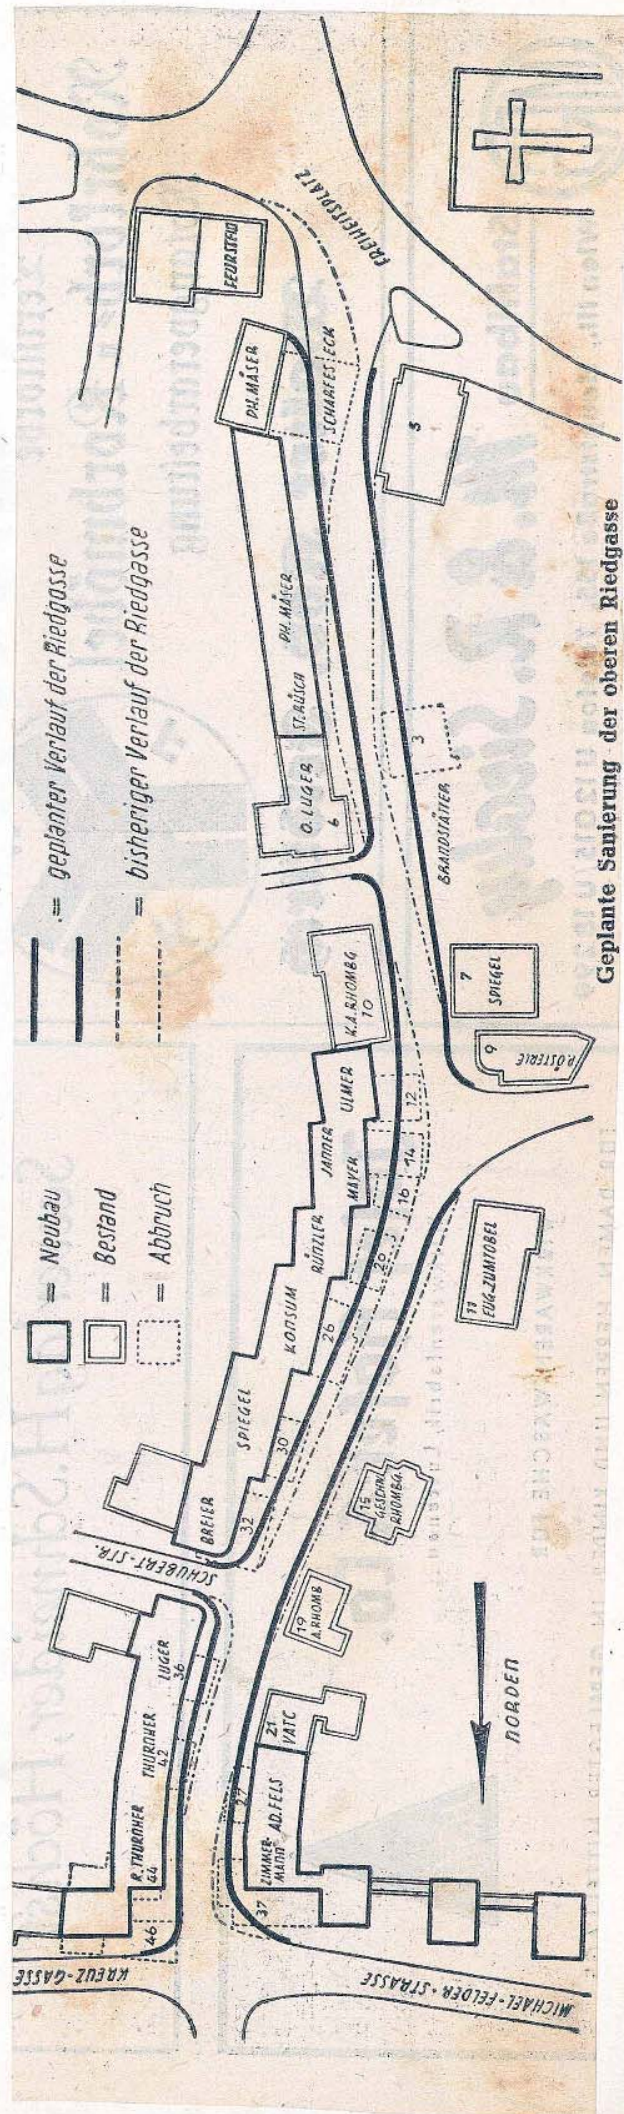 = geplanter Verlauf der Riedgasse
= bisheriger Verlauf der Riedgasse
= Neubau
= Bestand
= Abbruch
KREUZ-GASSE
46
R. THURNHER
44
THURNHER
42
LUGER
36
SCHUBERT-STR.
BREIER
32
SPIEGEL
30
KONSUM
26
RÜNZLER
20
JANNER
MAYER
16
14
ULMER
12
K.A.RHOMBG
10
O. LUGER
6
ST. RÜSCH
PH. MÄSER
PH. MÄSER
SCHARFES ECK
FEURSTEIN
FREIHEITSPLATZ
MICHAEL-FELDER-STRASSE
37
ZIMMER-
MANN
AD. FELS
27
21
VATC
19
A.RHOMB
15
GESCHW.
RHOMBG.
11
EUG. ZUMTOBEL
9
P.ÖSTERLE
7
SPIEGEL
BRANDSTÄTTER
3
NORDEN
Geplante Sanierung der oberen Riedgasse